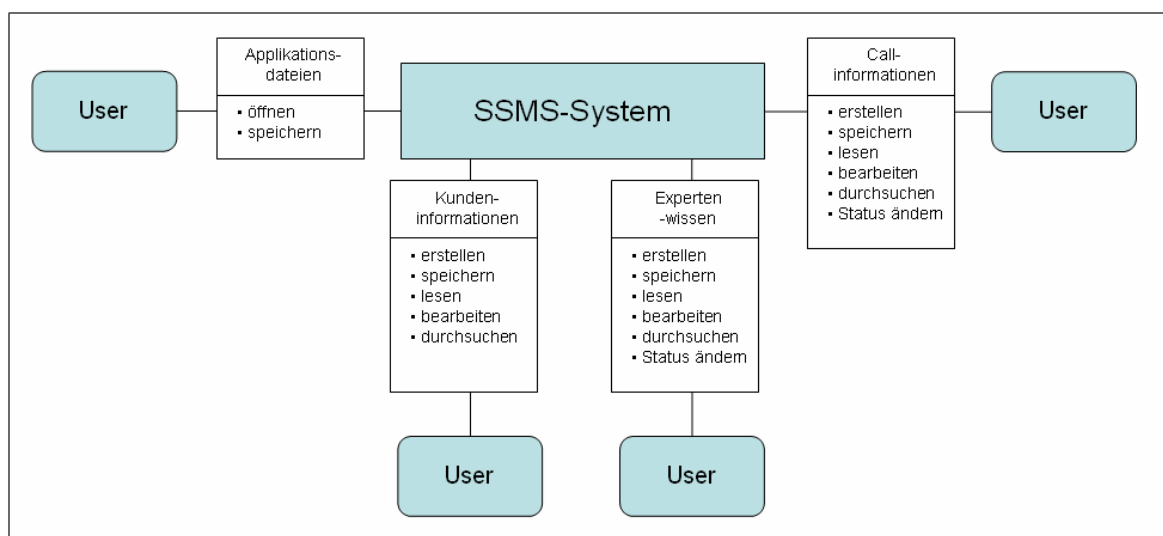 Applikations-
dateien
▪ öffnen
▪ speichern
User
SSMS-System
Call-
informationen
▪ erstellen
▪ speichern
▪ lesen
▪ bearbeiten
▪ durchsuchen
▪ Status ändern
User
Kunden-
informationen
▪ erstellen
▪ speichern
▪ lesen
▪ bearbeiten
▪ durchsuchen
Experten
-wissen
▪ erstellen
▪ speichern
▪ lesen
▪ bearbeiten
▪ durchsuchen
▪ Status ändern
User
User